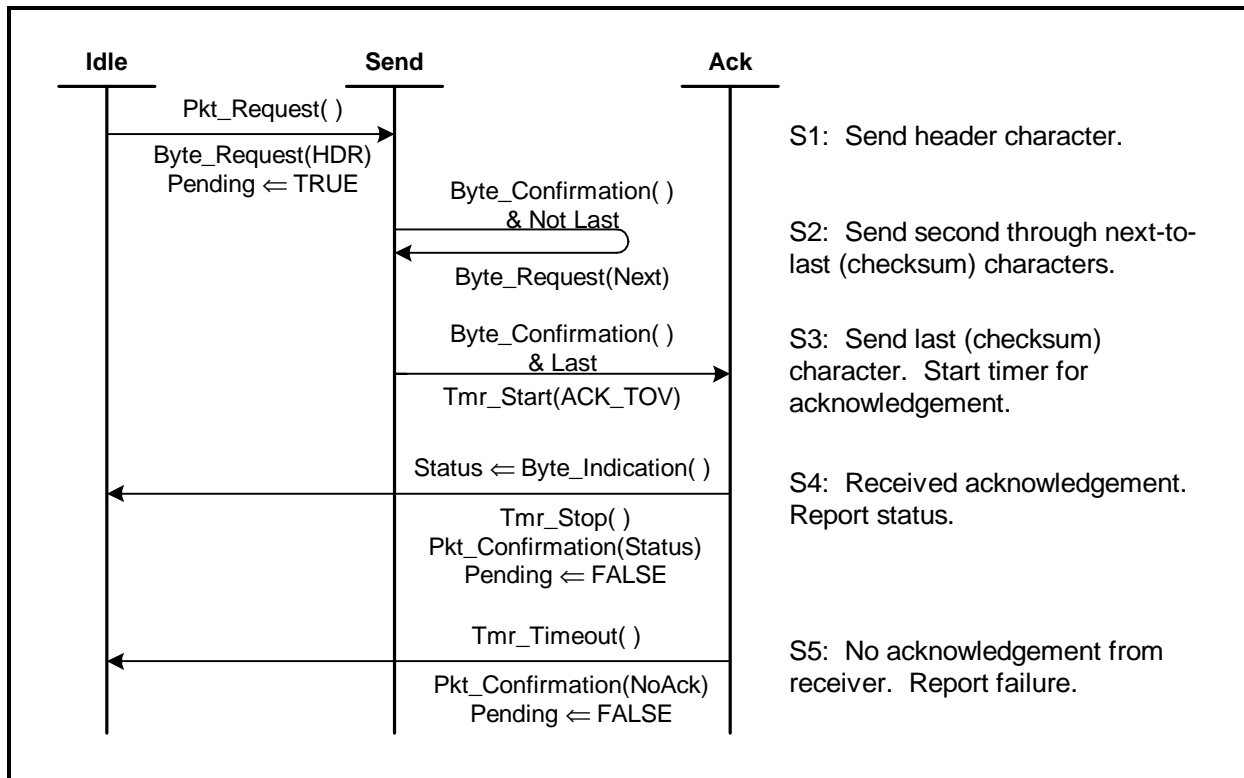 Idle
Send
Ack
Pkt_Request( )
Byte_Request(HDR)
Pending ⇐ TRUE
S1:  Send header character.
Byte_Confirmation( )
& Not Last
Byte_Request(Next)
S2:  Send second through next-to-
last (checksum) characters.
Byte_Confirmation( )
& Last
Tmr_Start(ACK_TOV)
S3:  Send last (checksum)
character.  Start timer for
acknowledgement.
Status ⇐ Byte_Indication( )
Tmr_Stop( )
Pkt_Confirmation(Status)
Pending ⇐ FALSE
S4:  Received acknowledgement.
Report status.
Tmr_Timeout( )
Pkt_Confirmation(NoAck)
Pending ⇐ FALSE
S5:  No acknowledgement from
receiver.  Report failure.